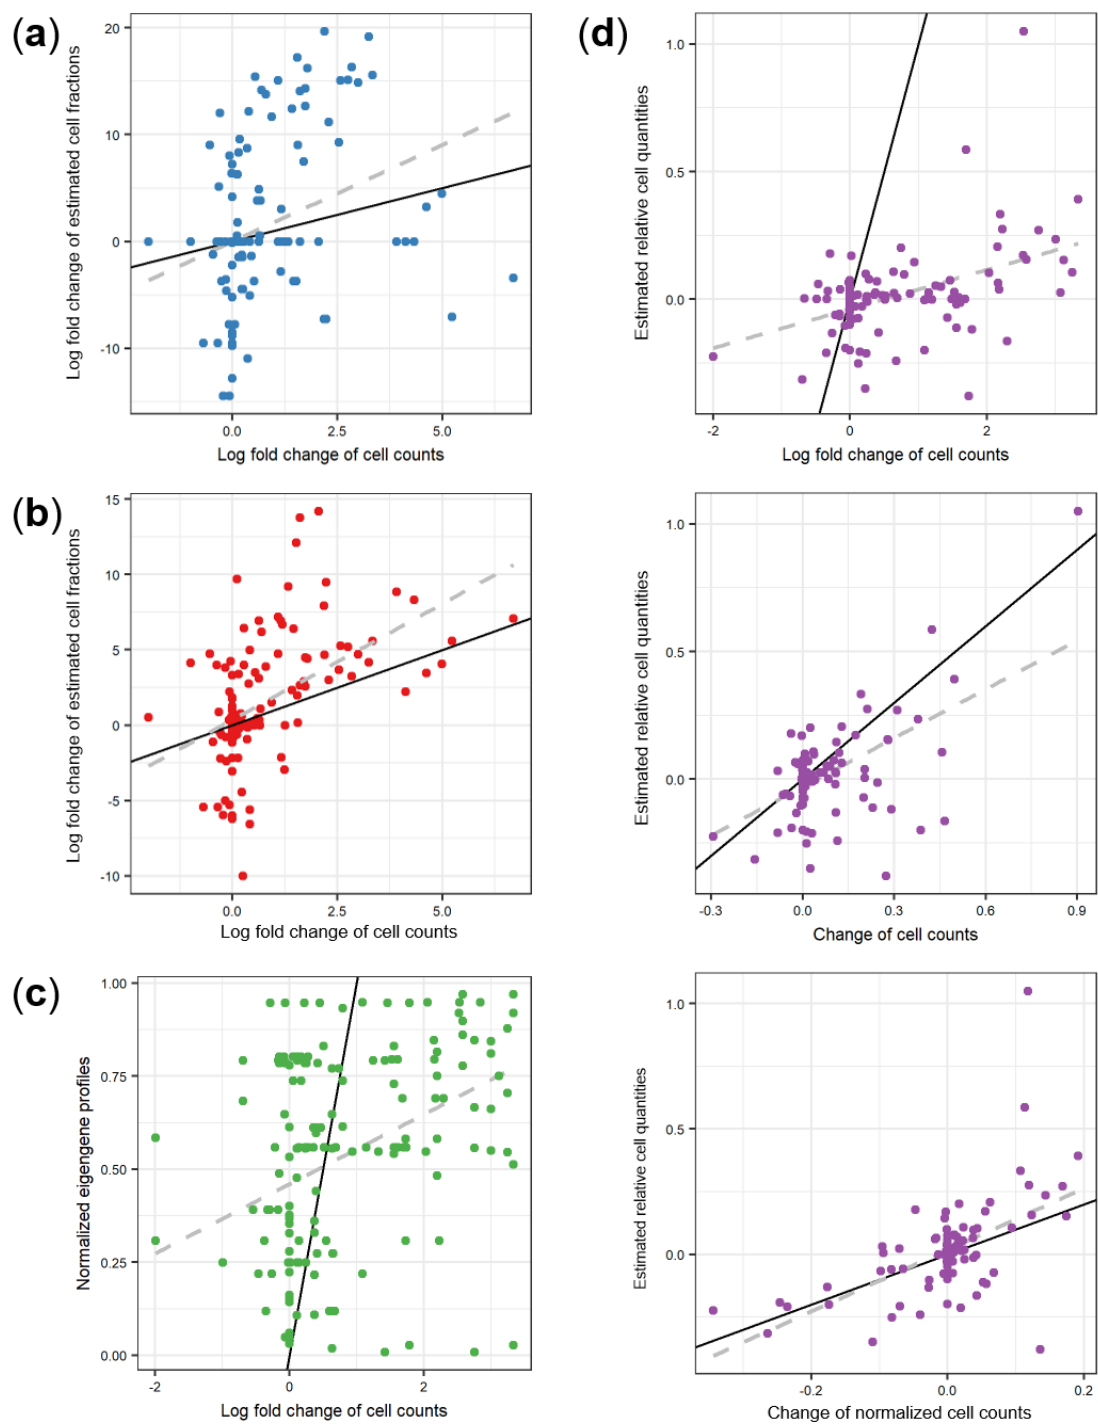 (a)
Log fold change of estimated cell fractions
20
10
0
-10
0.0 2.5 5.0
Log fold change of cell counts
(d)
Estimated relative cell quantities
1.0
0.5
0.0
-2 0 2
Log fold change of cell counts
(b)
Log fold change of estimated cell fractions
15
10
5
0
-5
-10
0.0 2.5 5.0
Log fold change of cell counts
Estimated relative cell quantities
1.0
0.5
0.0
-0.3 0.0 0.3 0.6 0.9
Change of cell counts
(c)
Normalized eigengene profiles
1.00
0.75
0.50
0.25
0.00
-2 0 2
Log fold change of cell counts
Estimated relative cell quantities
1.0
0.5
0.0
-0.2 0.0 0.2
Change of normalized cell counts